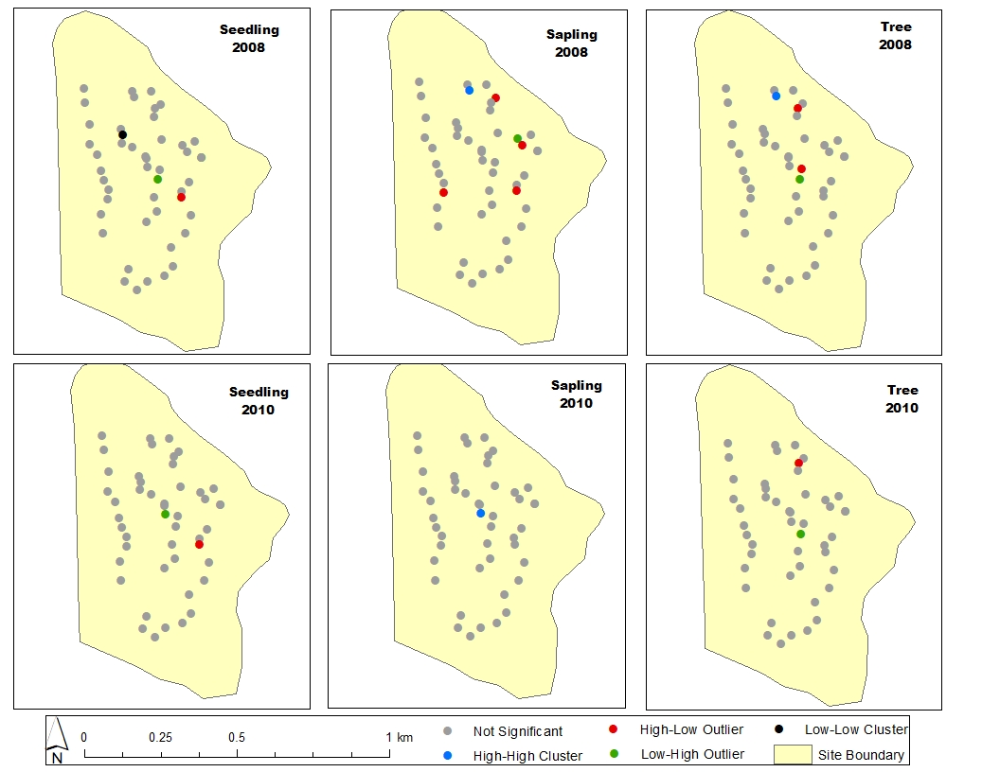 Seedling
2008
Sapling
2008
Tree
2008
Seedling
2010
Sapling
2010
Tree
2010
N
0 0.25 0.5 1 km
Not Significant
High-Low Outlier
Low-Low Cluster
High-High Cluster
Low-High Outlier
Site Boundary